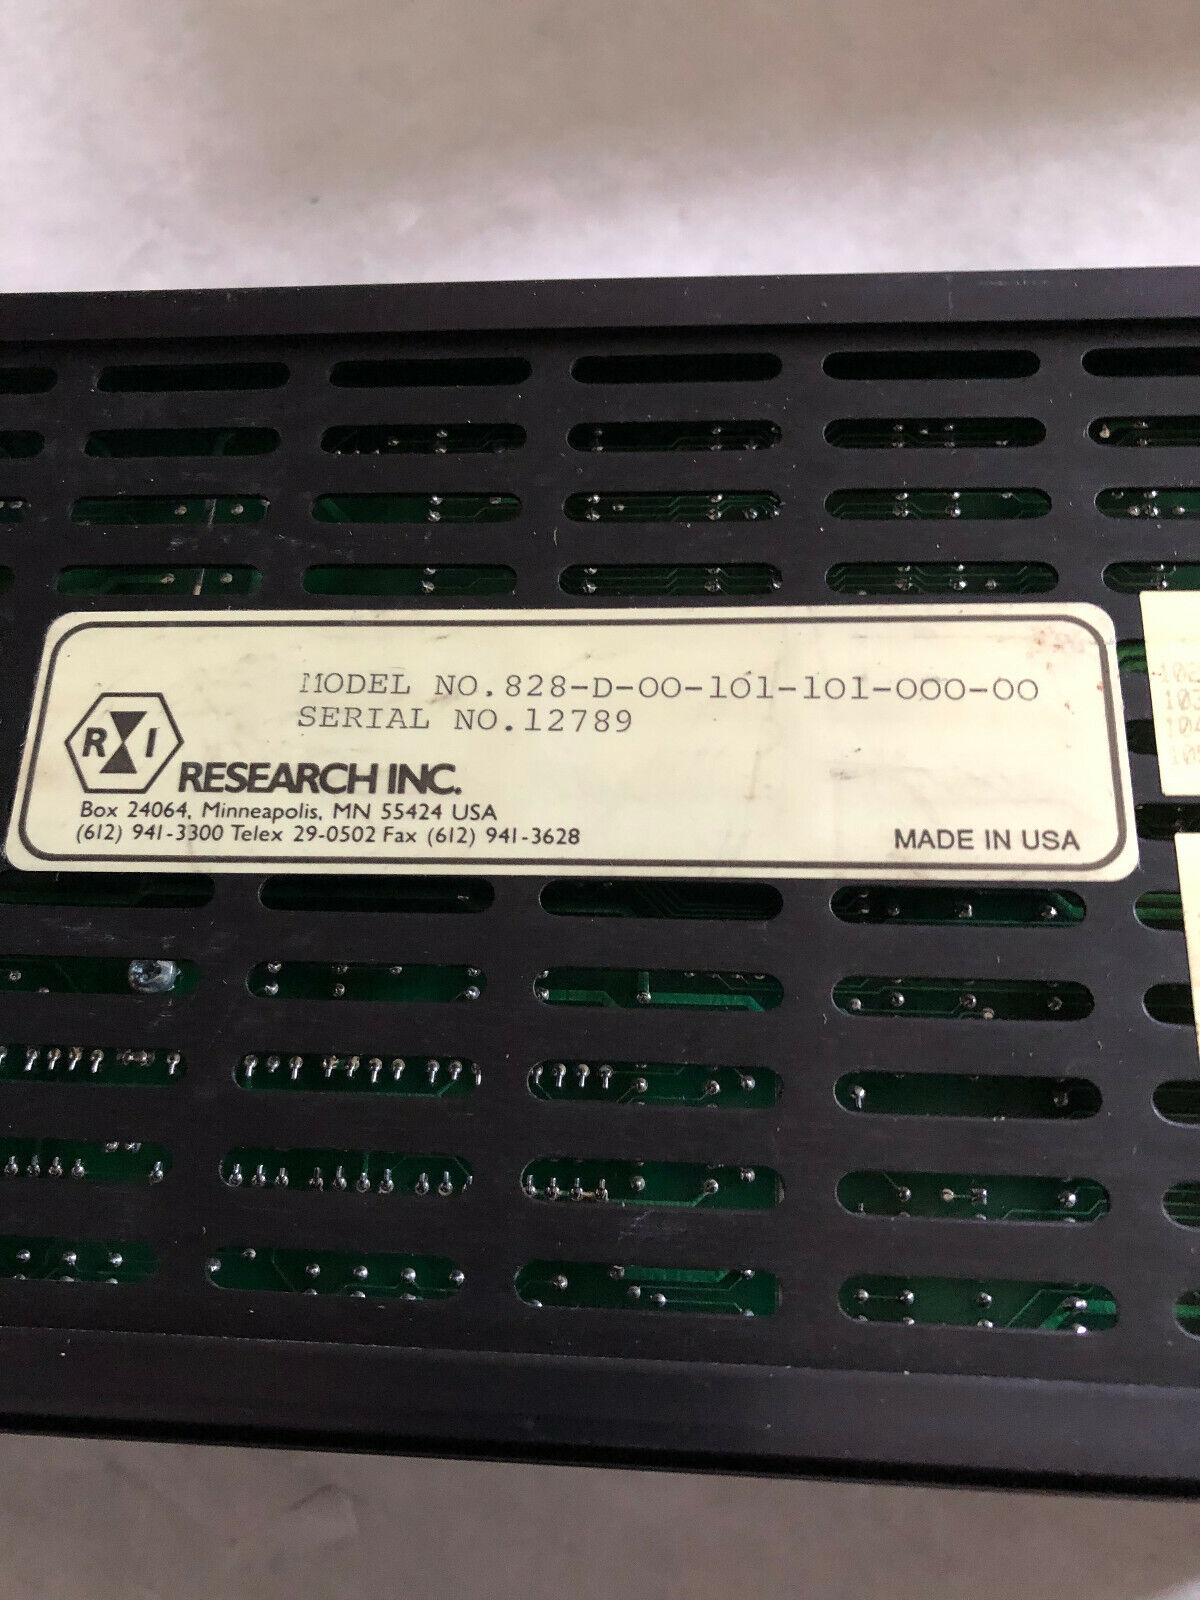 MODEL NO.828-D-00-101-101-000-00
SERIAL NO.12789
R I
RESEARCH INC.
Box 24064, Minneapolis, MN 55424 USA
(612) 941-3300 Telex 29-0502 Fax (612) 941-3628
MADE IN USA